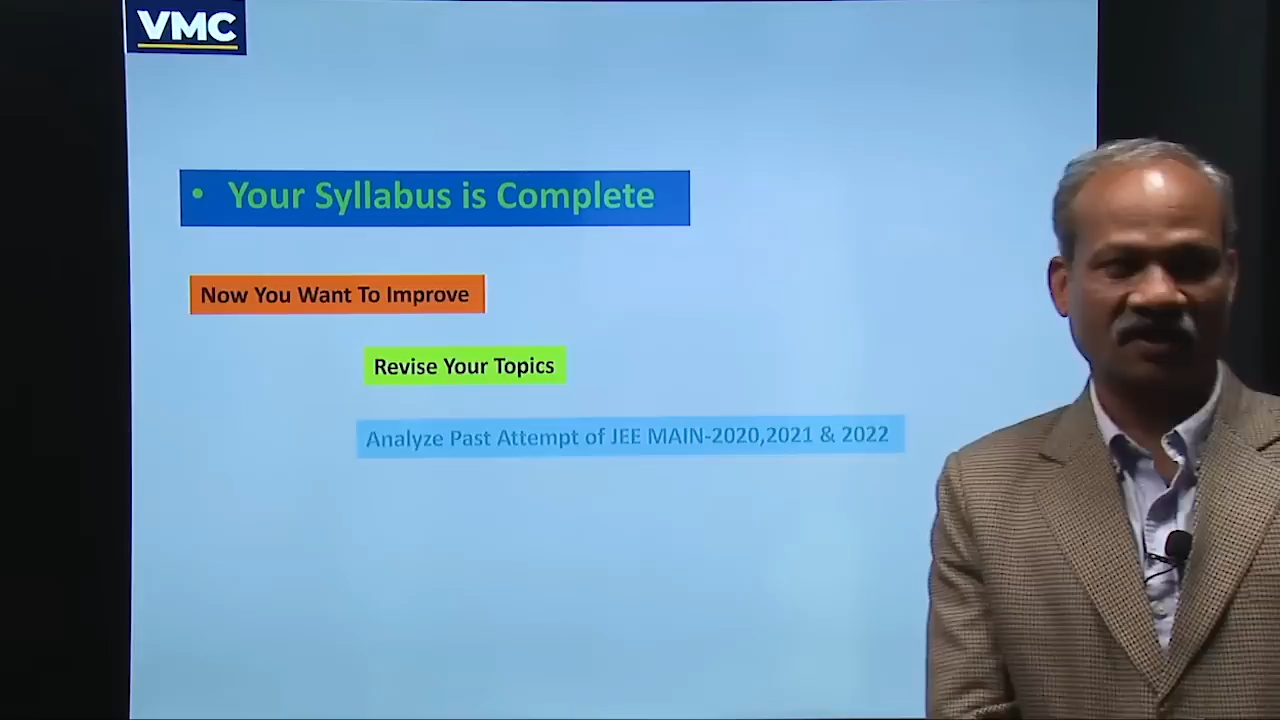 VMC
• Your Syllabus is Complete
Now You Want To Improve
Revise Your Topics
Analyze Past Attempt of JEE MAIN-2020,2021 & 2022